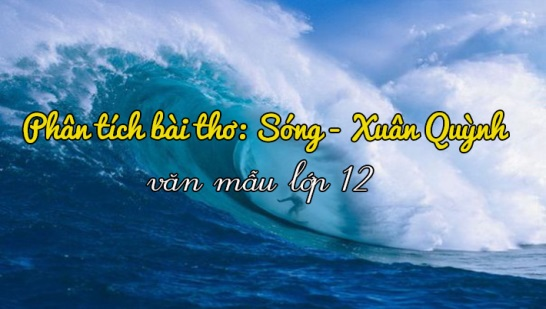 Phân tích bài thơ: Sóng - Xuân Quỳnh
văn mẫu lớp 12